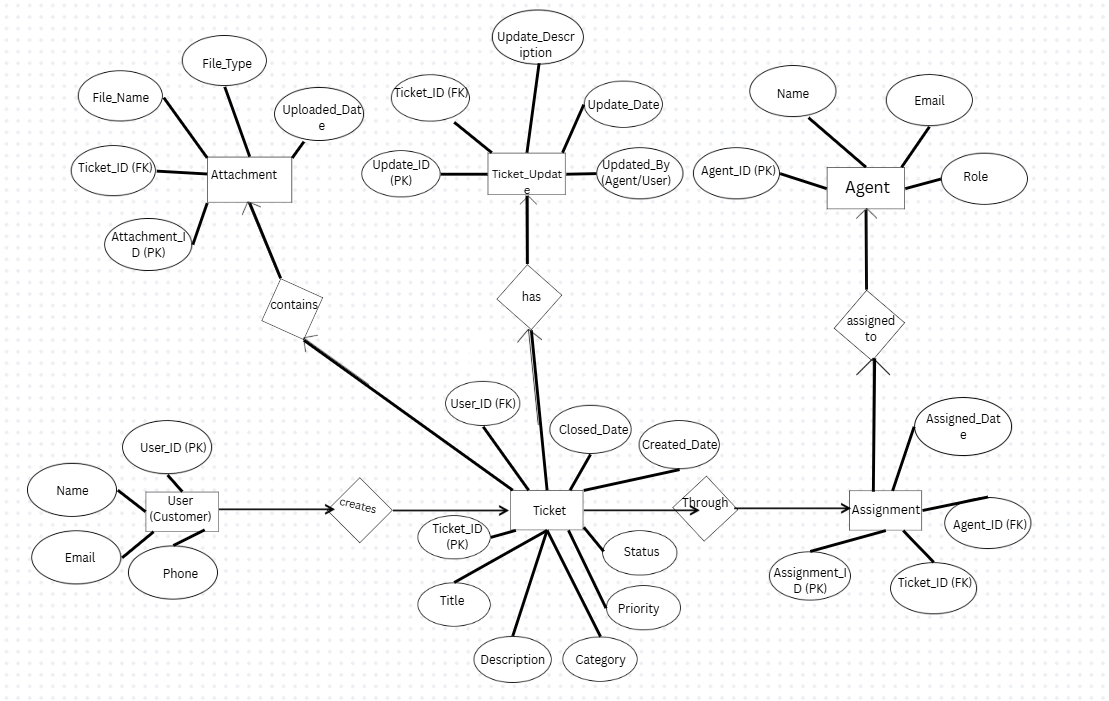 Update_Descr
iption
File_Type
File_Name
Ticket_ID (FK)
Uploaded_Dat
e
Update_Date
Name
Email
Ticket_ID (FK)
Update_ID
(PK)
Updated_By
(Agent/User)
Agent_ID (PK)
Role
Attachment
Ticket_Updat
e
Agent
Attachment_I
D (PK)
contains
has
assigned
to
User_ID (FK)
Closed_Date
Created_Date
Assigned_Dat
e
User_ID (PK)
Name
User
(Customer)
creates
Ticket
Through
Assignment
Ticket_ID
(PK)
Agent_ID (FK)
Email
Phone
Status
Assignment_I
D (PK)
Ticket_ID (FK)
Title
Priority
Description
Category